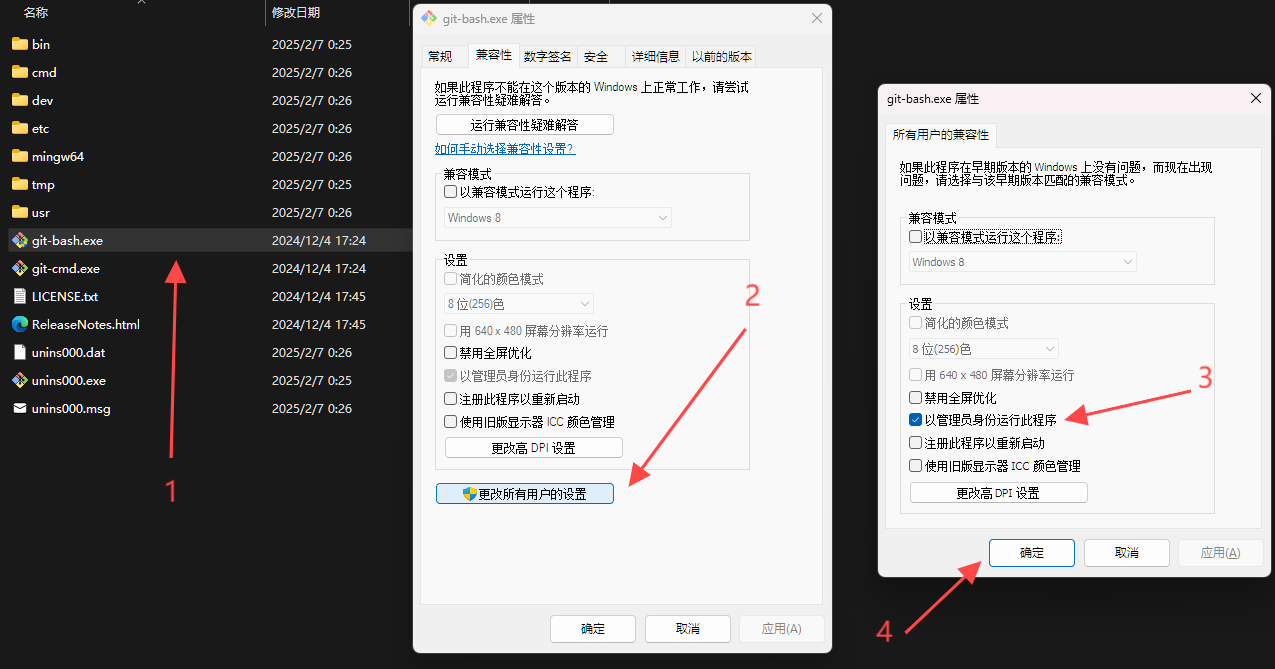 名称 修改日期
bin 2025/2/7 0:25
cmd 2025/2/7 0:26
dev 2025/2/7 0:26
etc 2025/2/7 0:26
mingw64 2025/2/7 0:26
tmp 2025/2/7 0:25
usr 2025/2/7 0:26
git-bash.exe 2024/12/4 17:24
git-cmd.exe 2024/12/4 17:24
LICENSE.txt 2024/12/4 17:45
ReleaseNotes.html 2024/12/4 17:45
unins000.dat 2025/2/7 0:26
unins000.exe 2025/2/7 0:25
unins000.msg 2025/2/7 0:26
1
git-bash.exe 属性
常规 兼容性 数字签名 安全 详细信息 以前的版本
如果此程序不能在这个版本的 Windows 上正常工作，请尝试
运行兼容性疑难解答。
运行兼容性疑难解答
如何手动选择兼容性设置?
兼容模式
以兼容模式运行这个程序:
Windows 8
设置
简化的颜色模式
8 位(256)色
用 640 x 480 屏幕分辨率运行
禁用全屏优化
以管理员身份运行此程序
注册此程序以重新启动
使用旧版显示器 ICC 颜色管理
更改高 DPI 设置
更改所有用户的设置
2
确定 取消 应用(A)
git-bash.exe 属性
所有用户的兼容性
如果此程序在早期版本的 Windows 上没有问题，而现在出现
问题，请选择与该早期版本匹配的兼容模式。
兼容模式
以兼容模式运行这个程序:
Windows 8
设置
简化的颜色模式
8 位(256)色
用 640 x 480 屏幕分辨率运行
禁用全屏优化
以管理员身份运行此程序
注册此程序以重新启动
使用旧版显示器 ICC 颜色管理
更改高 DPI 设置
3
确定 取消 应用(A)
4